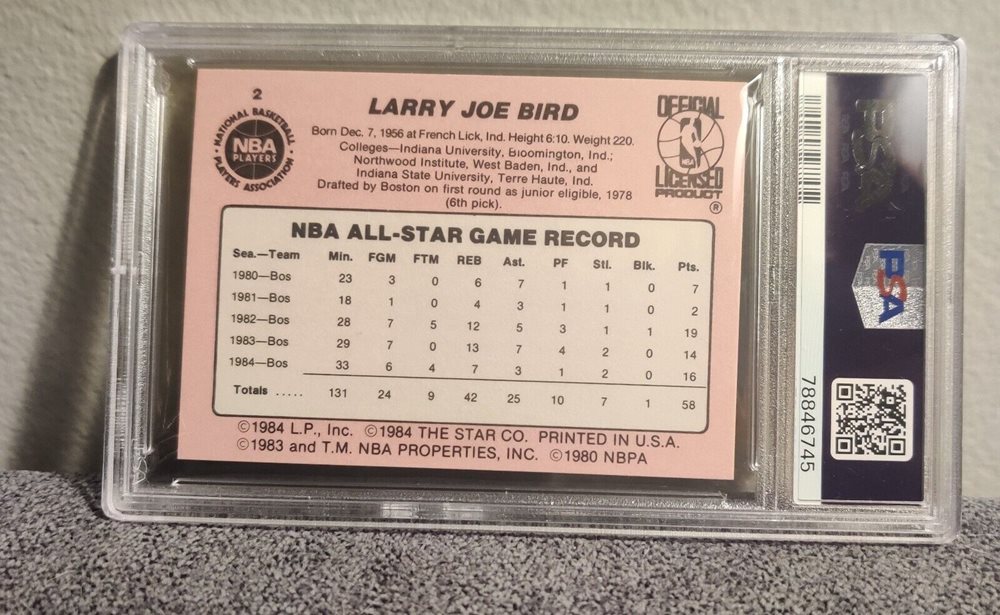 2
NATIONAL BASKETBALL
NBA
PLAYERS
PLAYERS ASSOCIATION
LARRY JOE BIRD
Born Dec. 7, 1956 at French Lick, Ind. Height 6:10. Weight 220.
Colleges—Indiana University, Bloomington, Ind.;
Northwood Institute, West Baden, Ind., and
Indiana State University, Terre Haute, Ind.
Drafted by Boston on first round as junior eligible, 1978
(6th pick).
OFFICIAL
NBA
LICENSED
PRODUCT
®
NBA ALL-STAR GAME RECORD
Sea.—Team Min. FGM FTM REB Ast. PF Stl. Blk. Pts.
1980—Bos 23 3 0 6 7 1 1 0 7
1981—Bos 18 1 0 4 3 1 1 0 2
1982—Bos 28 7 5 12 5 3 1 1 19
1983—Bos 29 7 0 13 7 4 2 0 14
1984—Bos 33 6 4 7 3 1 2 0 16
Totals ..... 131 24 9 42 25 10 7 1 58
©1984 L.P., Inc. ©1984 THE STAR CO. PRINTED IN U.S.A.
©1983 and T.M. NBA PROPERTIES, INC. ©1980 NBPA
PSA
PSA
78846745